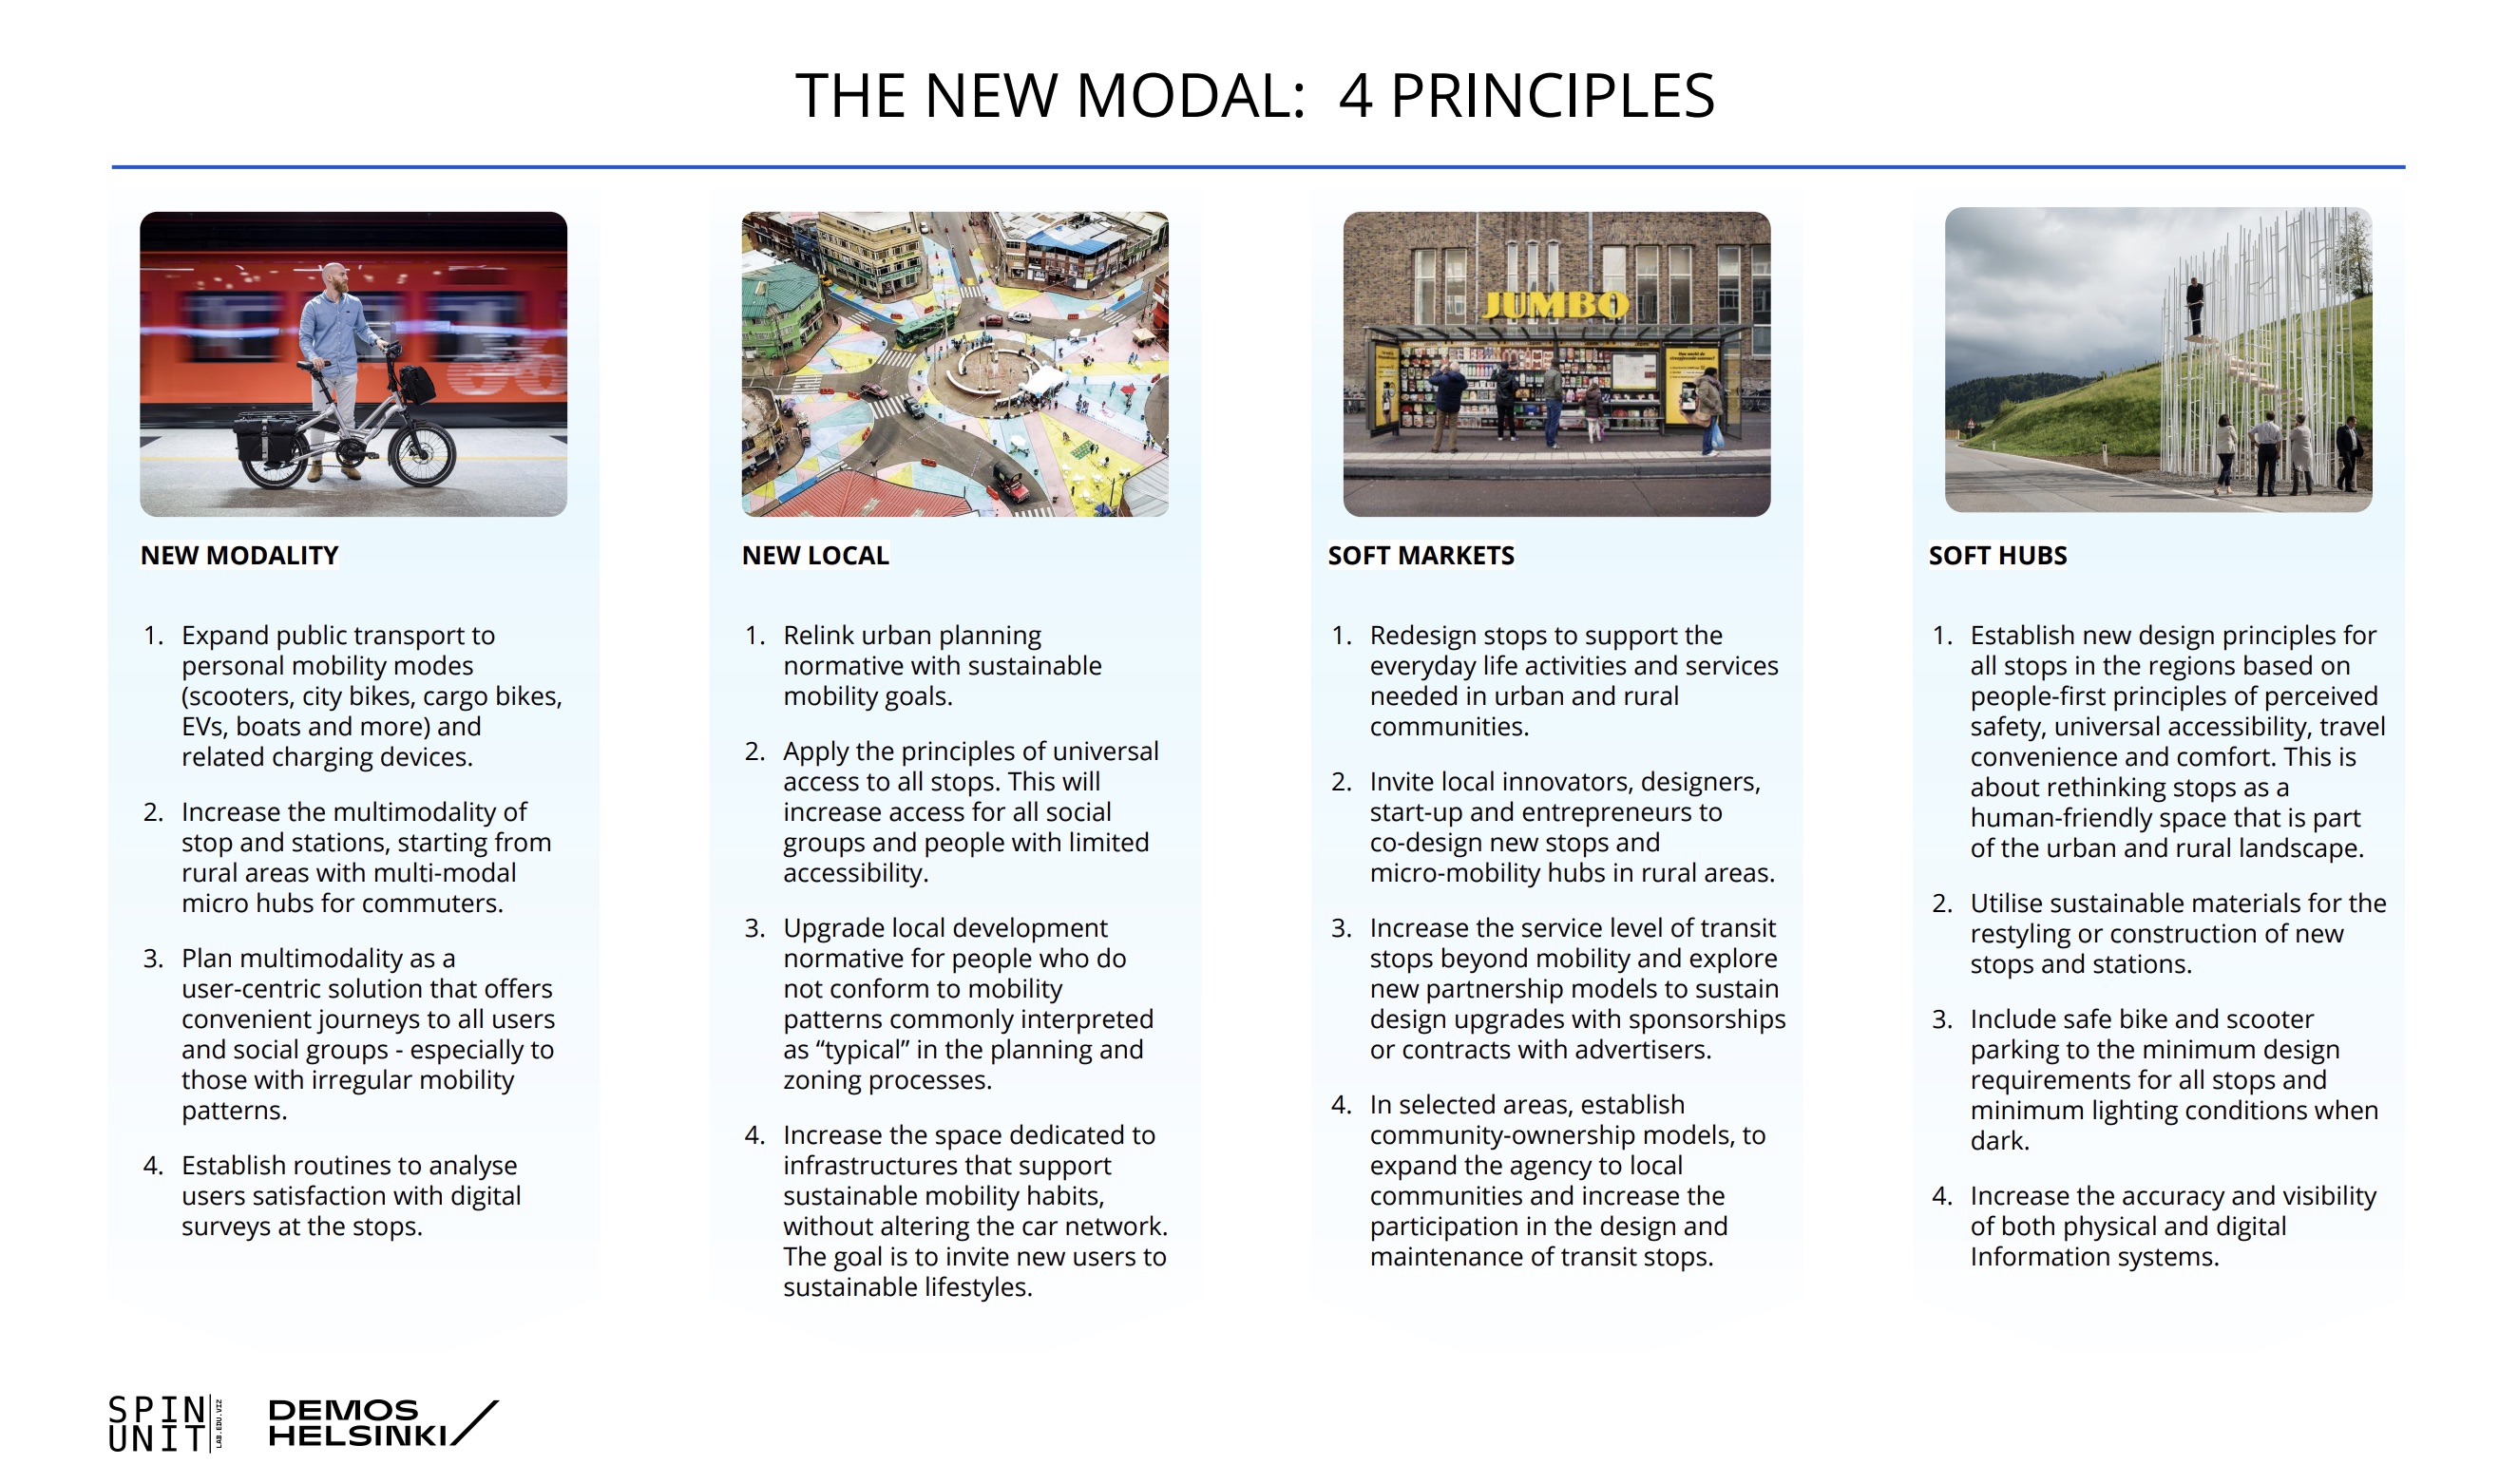 THE NEW MODAL:  4 PRINCIPLES
JUMBO
NEW MODALITY
1. Expand public transport to
personal mobility modes
(scooters, city bikes, cargo bikes,
EVs, boats and more) and
related charging devices.
2. Increase the multimodality of
stop and stations, starting from
rural areas with multi-modal
micro hubs for commuters.
3. Plan multimodality as a
user-centric solution that offers
convenient journeys to all users
and social groups - especially to
those with irregular mobility
patterns.
4. Establish routines to analyse
users satisfaction with digital
surveys at the stops.
NEW LOCAL
1. Relink urban planning
normative with sustainable
mobility goals.
2. Apply the principles of universal
access to all stops. This will
increase access for all social
groups and people with limited
accessibility.
3. Upgrade local development
normative for people who do
not conform to mobility
patterns commonly interpreted
as “typical” in the planning and
zoning processes.
4. Increase the space dedicated to
infrastructures that support
sustainable mobility habits,
without altering the car network.
The goal is to invite new users to
sustainable lifestyles.
SOFT MARKETS
1. Redesign stops to support the
everyday life activities and services
needed in urban and rural
communities.
2. Invite local innovators, designers,
start-up and entrepreneurs to
co-design new stops and
micro-mobility hubs in rural areas.
3. Increase the service level of transit
stops beyond mobility and explore
new partnership models to sustain
design upgrades with sponsorships
or contracts with advertisers.
4. In selected areas, establish
community-ownership models, to
expand the agency to local
communities and increase the
participation in the design and
maintenance of transit stops.
SOFT HUBS
1. Establish new design principles for
all stops in the regions based on
people-first principles of perceived
safety, universal accessibility, travel
convenience and comfort. This is
about rethinking stops as a
human-friendly space that is part
of the urban and rural landscape.
2. Utilise sustainable materials for the
restyling or construction of new
stops and stations.
3. Include safe bike and scooter
parking to the minimum design
requirements for all stops and
minimum lighting conditions when
dark.
4. Increase the accuracy and visibility
of both physical and digital
Information systems.
SPIN
UNIT
LAB.EDU.VIZ
DEMOS
HELSINKI